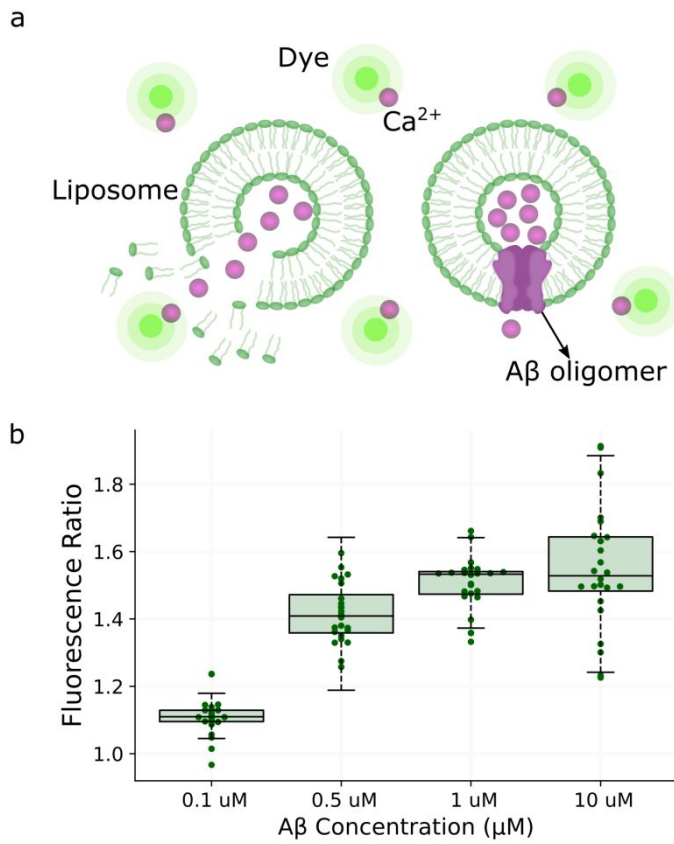 a
Dye
Ca²⁺
Liposome
Aβ oligomer
b
Fluorescence Ratio
1.8
1.6
1.4
1.2
1.0
0.1 uM 0.5 uM 1 uM 10 uM
Aβ Concentration (µM)